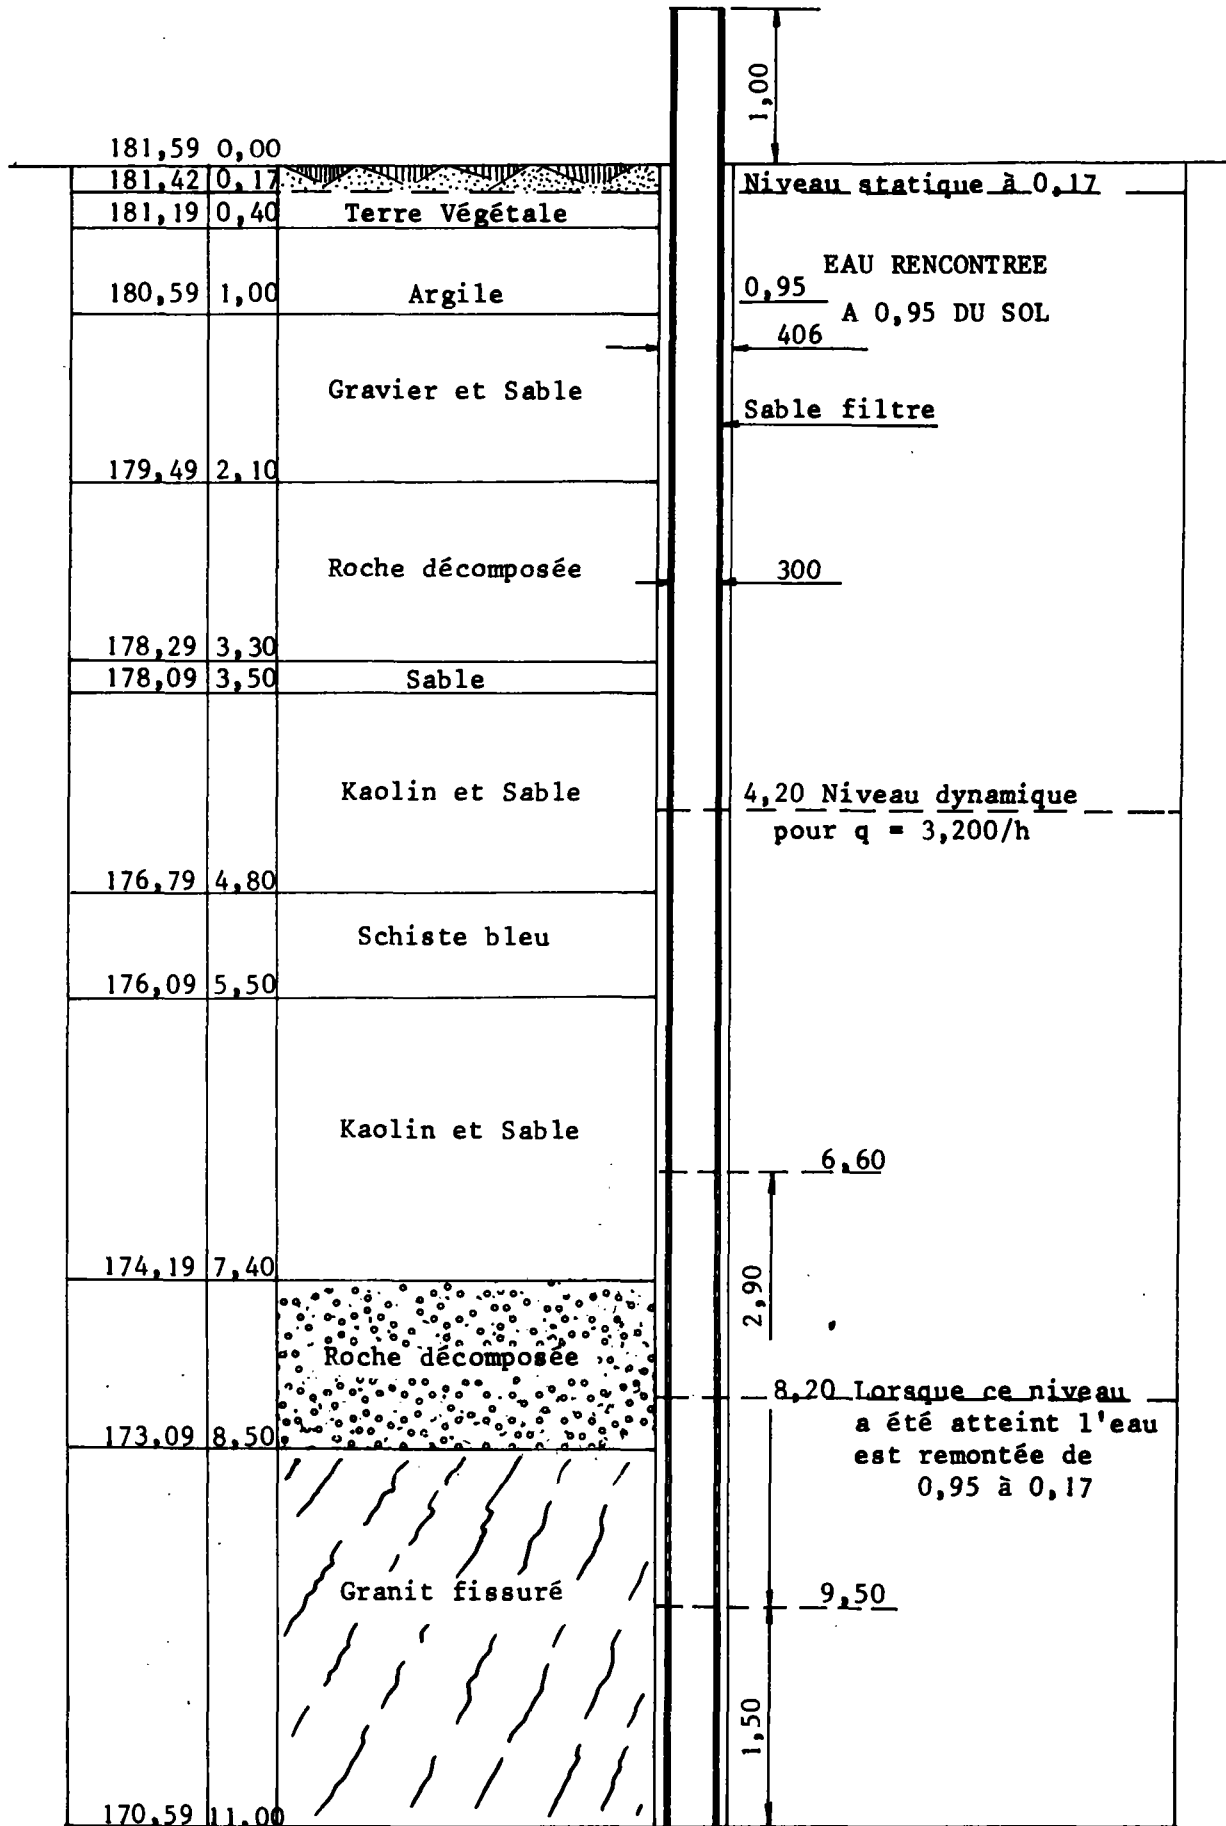 1,00
181,59 0,00
181,42 0,17
Niveau statique à 0,17
181,19 0,40 Terre Végétale
EAU RENCONTREE
A 0,95 DU SOL
0,95
180,59 1,00 Argile
406
Gravier et Sable
Sable filtre
179,49 2,10
Roche décomposée
300
178,29 3,30
178,09 3,50 Sable
Kaolin et Sable
4,20 Niveau dynamique
pour q = 3,200/h
176,79 4,80
Schiste bleu
176,09 5,50
Kaolin et Sable
6,60
174,19 7,40
2,90
Roche décomposée
8,20 Lorsque ce niveau
a été atteint l'eau
est remontée de
0,95 à 0,17
173,09 8,50
Granit fissuré
9,50
1,50
170,59 11,00